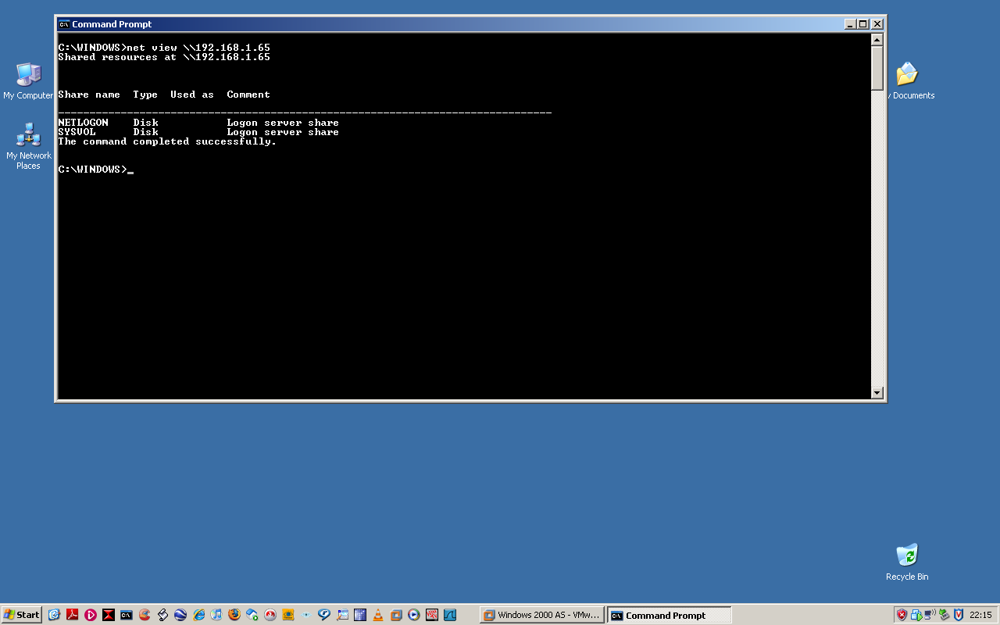 Command Prompt
C:\WINDOWS>net view \\192.168.1.65
Shared resources at \\192.168.1.65
Share name  Type  Used as  Comment
-------------------------------------------------------------------------------
NETLOGON    Disk           Logon server share
SYSVOL      Disk           Logon server share
The command completed successfully.
C:\WINDOWS>_
My Computer
My Network
Places
y Documents
Recycle Bin
Start
Windows 2000 AS - VMw...
Command Prompt
22:15